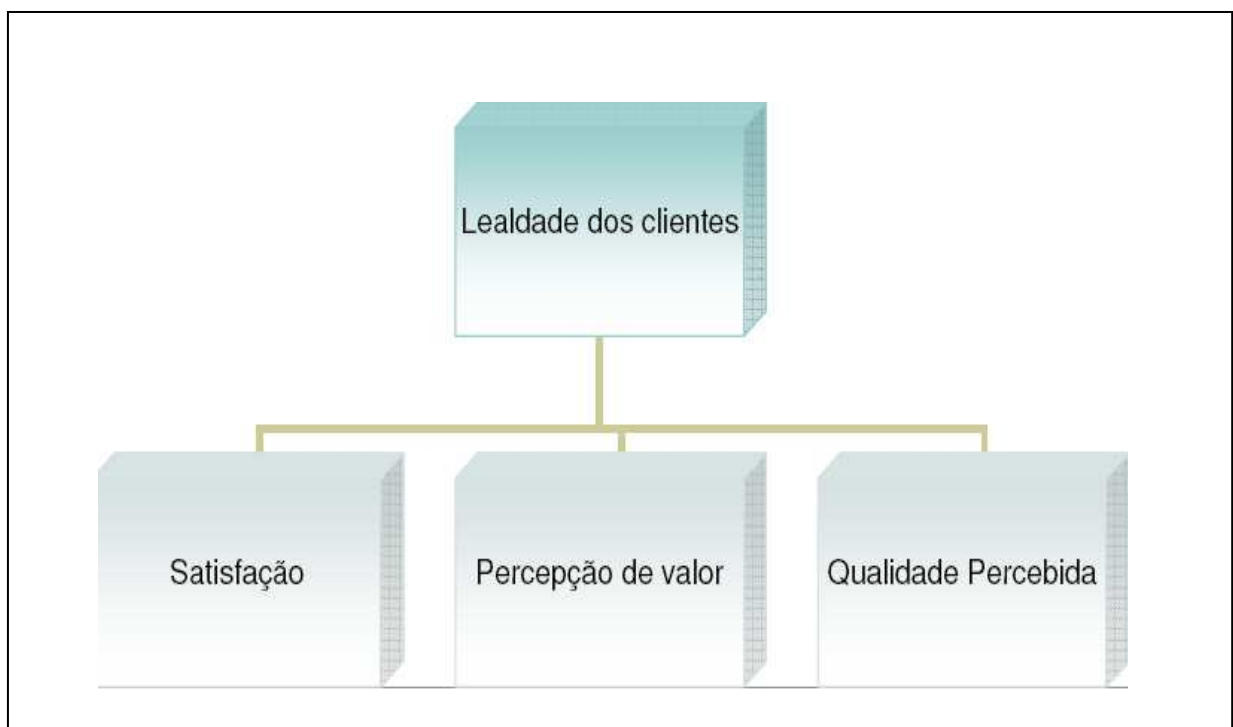 Lealdade dos clientes
Satisfação
Percepção de valor
Qualidade Percebida